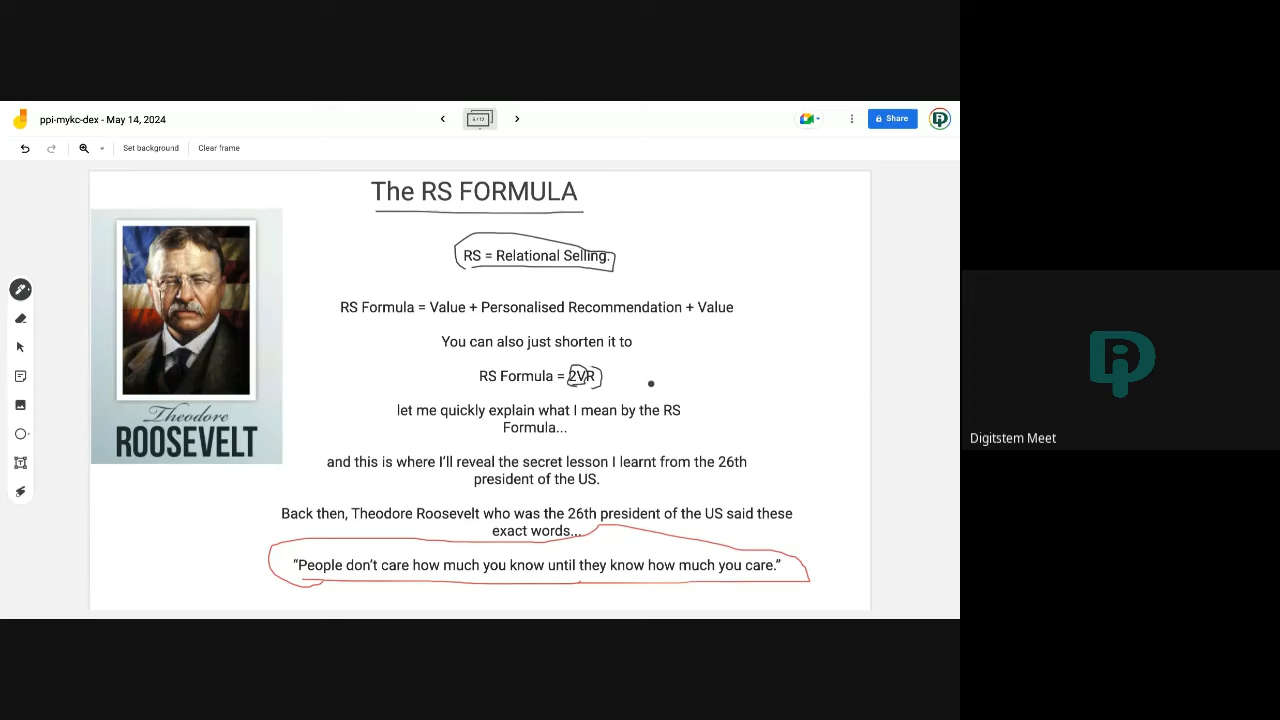 ppi-mykc-dex - May 14, 2024
Share
Set background
Clear frame
The RS FORMULA
RS = Relational Selling.
RS Formula = Value + Personalised Recommendation + Value
You can also just shorten it to
RS Formula = 2VR
let me quickly explain what I mean by the RS
Formula...
and this is where I'll reveal the secret lesson I learnt from the 26th
president of the US.
Back then, Theodore Roosevelt who was the 26th president of the US said these
exact words...
“People don’t care how much you know until they know how much you care.”
Theodore
ROOSEVELT
Digitstem Meet